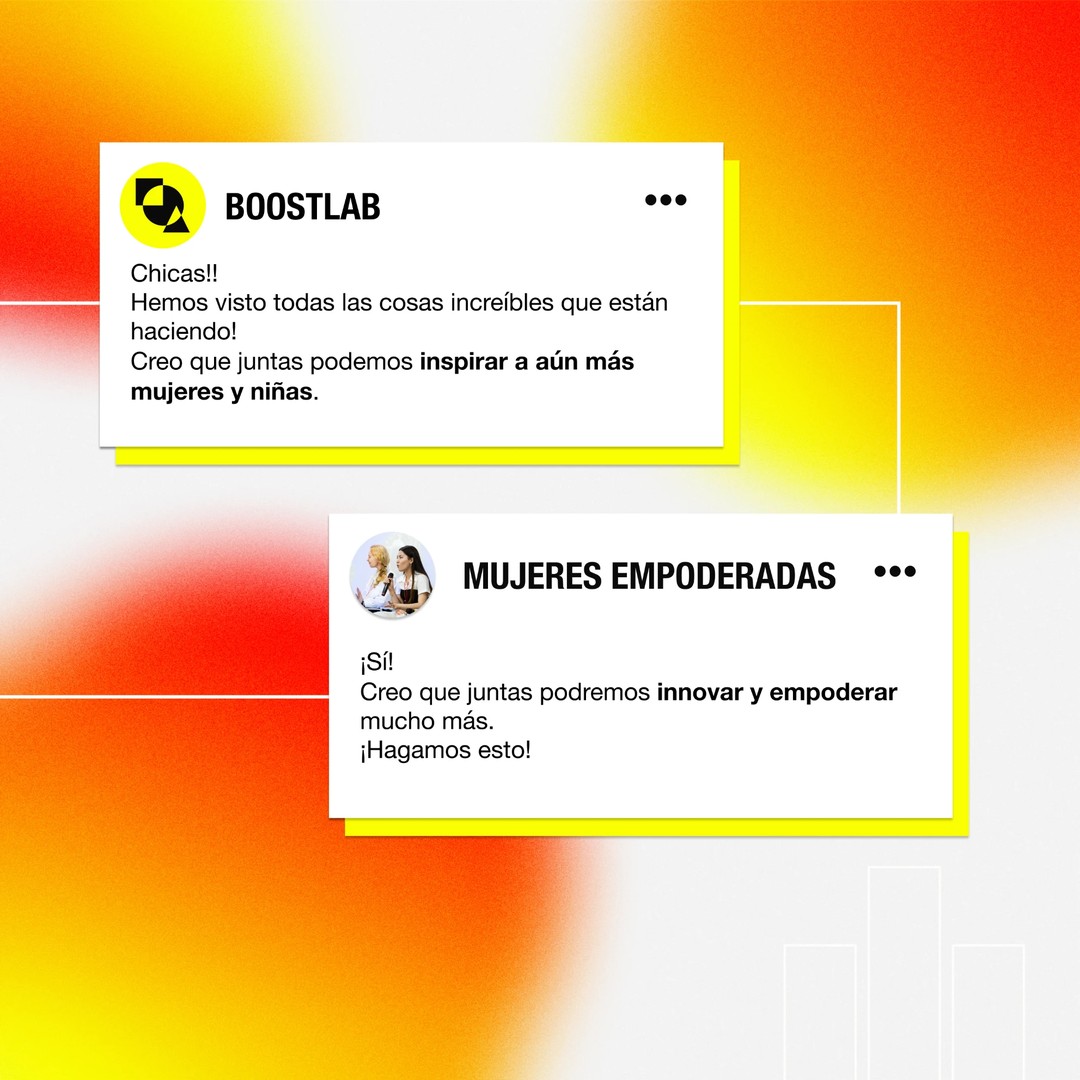 BOOSTLAB
Chicas!!
Hemos visto todas las cosas increíbles que están
haciendo!
Creo que juntas podemos inspirar a aún más
mujeres y niñas.
MUJERES EMPODERADAS
¡Sí!
Creo que juntas podremos innovar y empoderar
mucho más.
¡Hagamos esto!